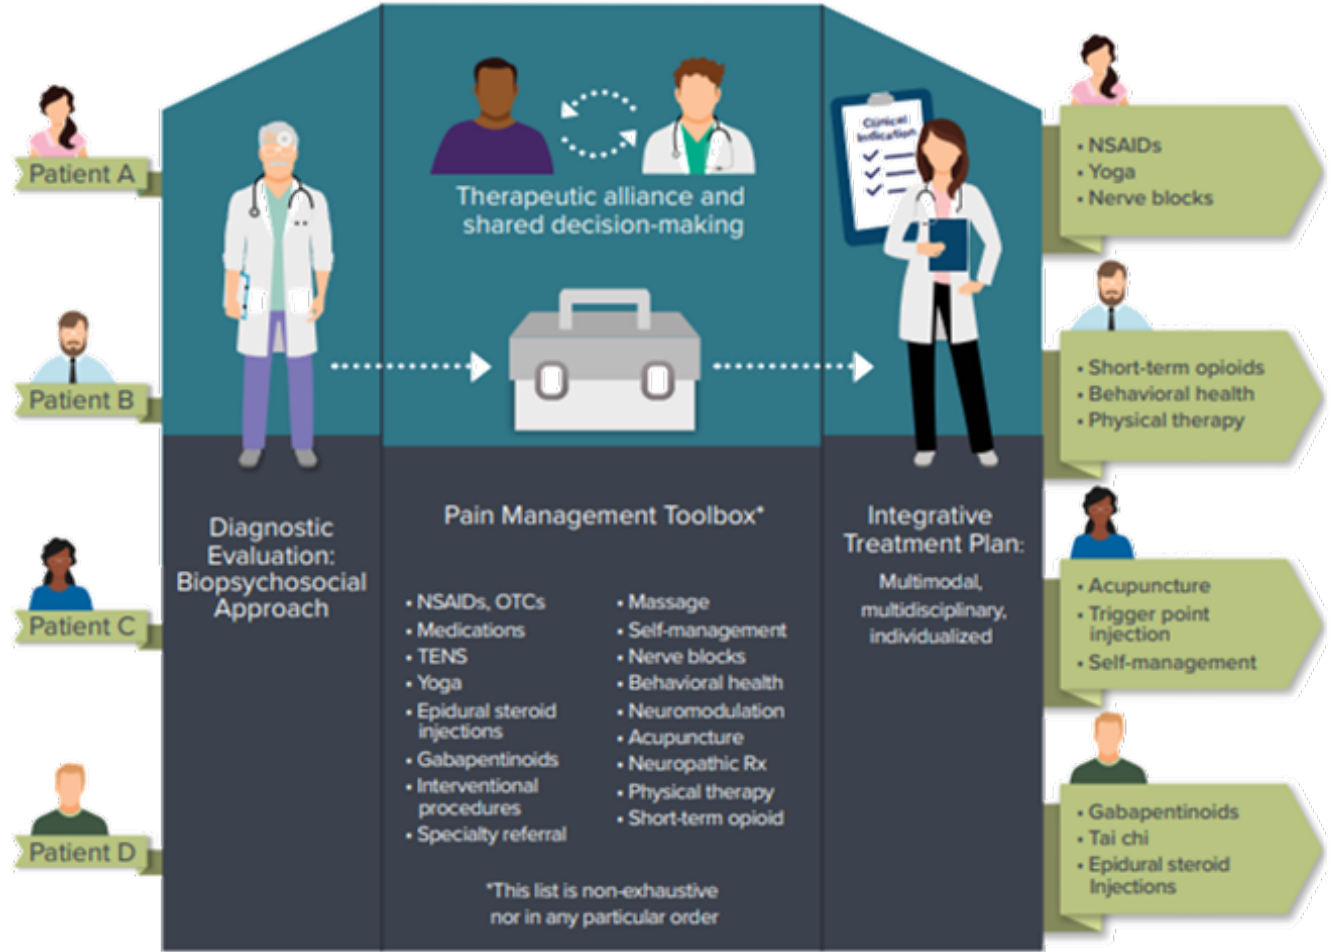 Patient A
Patient B
Patient C
Patient D
Diagnostic
Evaluation:
Biopsychosocial
Approach
Therapeutic alliance and
shared decision-making
Pain Management Toolbox*
• NSAIDs, OTCs
• Medications
• TENS
• Yoga
• Epidural steroid
injections
• Gabapentinoids
• Interventional
procedures
• Specialty referral
• Massage
• Self-management
• Nerve blocks
• Behavioral health
• Neuromodulation
• Acupuncture
• Neuropathic Rx
• Physical therapy
• Short-term opioid
*This list is non-exhaustive
nor in any particular order
Clinical
Indication
Integrative
Treatment Plan:
Multimodal,
multidisciplinary,
individualized
• NSAIDs
• Yoga
• Nerve blocks
• Short-term opioids
• Behavioral health
• Physical therapy
• Acupuncture
• Trigger point
injection
• Self-management
• Gabapentinoids
• Tai chi
• Epidural steroid
Injections